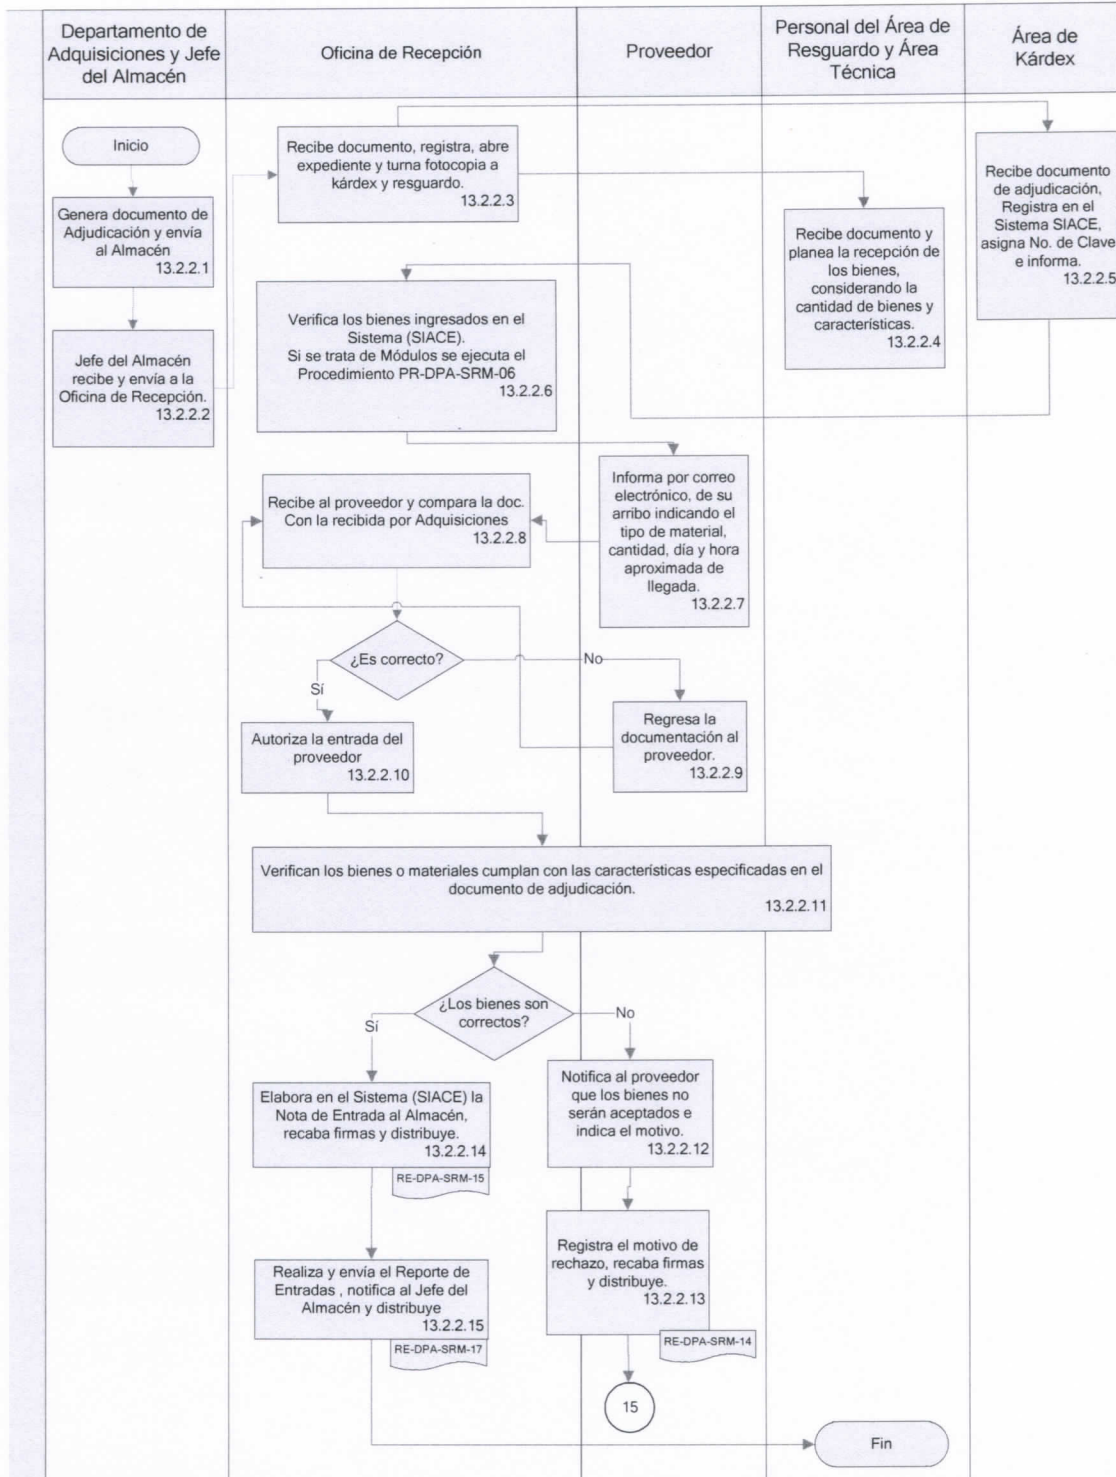 Departamento de
Adquisiciones y Jefe
del Almacén
Oficina de Recepción
Proveedor
Personal del Área de
Resguardo y Área
Técnica
Área de
Kárdex
Inicio
Genera documento de
Adjudicación y envía
al Almacén
13.2.2.1
Jefe del Almacén
recibe y envía a la
Oficina de Recepción.
13.2.2.2
Recibe documento, registra, abre
expediente y turna fotocopia a
kárdex y resguardo.
13.2.2.3
Recibe documento y
planea la recepción de
los bienes,
considerando la
cantidad de bienes y
características.
13.2.2.4
Recibe documento
de adjudicación,
Registra en el
Sistema SIACE,
asigna No. de Clave
e informa.
13.2.2.5
Verifica los bienes ingresados en el
Sistema (SIACE).
Si se trata de Módulos se ejecuta el
Procedimiento PR-DPA-SRM-06
13.2.2.6
Informa por correo
electrónico, de su
arribo indicando el
tipo de material,
cantidad, día y hora
aproximada de
llegada.
13.2.2.7
Recibe al proveedor y compara la doc.
Con la recibida por Adquisiciones
13.2.2.8
¿Es correcto?
No
Sí
Regresa la
documentación al
proveedor.
13.2.2.9
Autoriza la entrada del
proveedor
13.2.2.10
Verifican los bienes o materiales cumplan con las características especificadas en el
documento de adjudicación.
13.2.2.11
¿Los bienes son
correctos?
Sí
No
Elabora en el Sistema (SIACE) la
Nota de Entrada al Almacén,
recaba firmas y distribuye.
13.2.2.14
RE-DPA-SRM-15
Notifica al proveedor
que los bienes no
serán aceptados e
indica el motivo.
13.2.2.12
Registra el motivo de
rechazo, recaba firmas
y distribuye.
13.2.2.13
RE-DPA-SRM-14
Realiza y envía el Reporte de
Entradas , notifica al Jefe del
Almacén y distribuye
13.2.2.15
RE-DPA-SRM-17
15
Fin